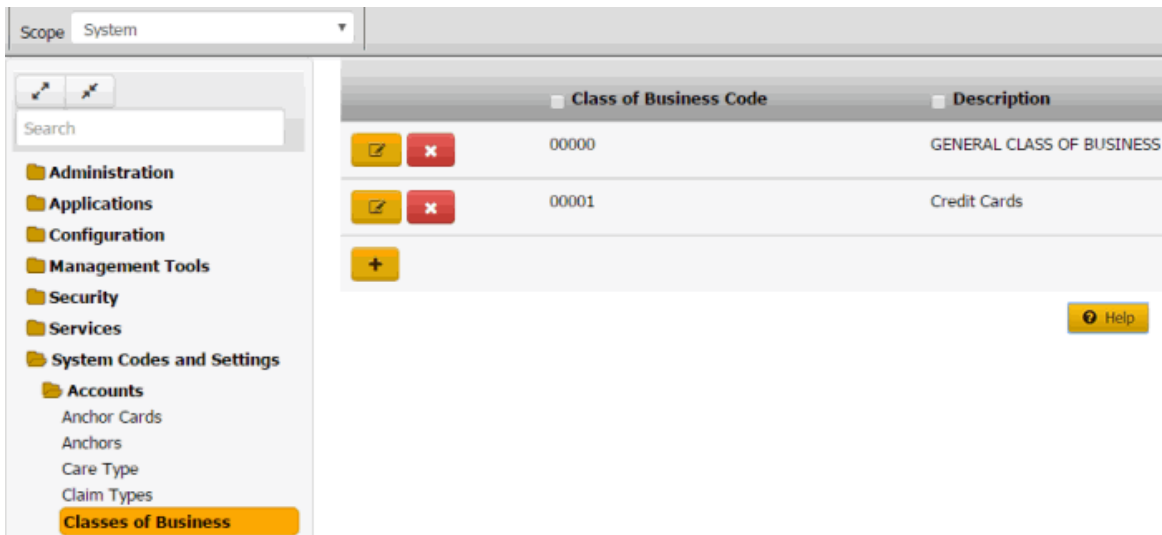 Scope System
Search
Administration
Applications
Configuration
Management Tools
Security
Services
System Codes and Settings
Accounts
Anchor Cards
Anchors
Care Type
Claim Types
Classes of Business
Class of Business Code Description
00000 GENERAL CLASS OF BUSINESS
00001 Credit Cards
Help